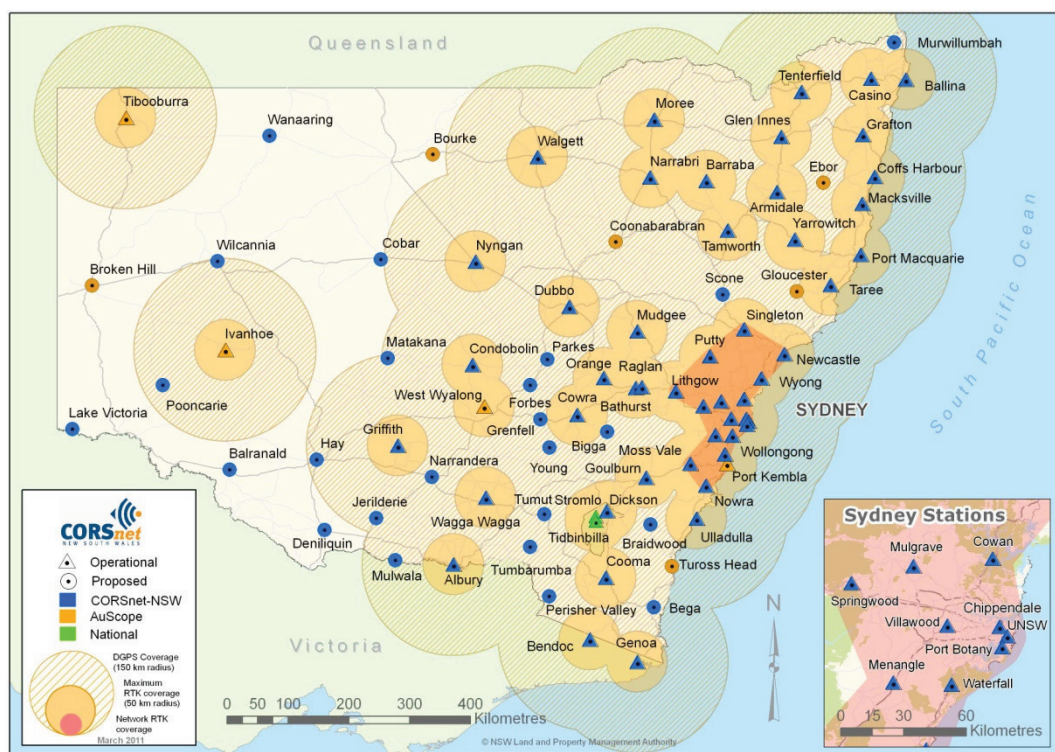 Queensland
Murwillumbah
Tibooburra
Tenterfield
Casino
Ballina
Wanaaring
Bourke
Moree
Glen Innes
Grafton
Walgett
Narrabri
Barraba
Ebor
Coffs Harbour
Armidale
Macksville
Coonabarabran
Tamworth
Yarrowitch
Wilcannia
Cobar
Nyngan
Port Macquarie
Broken Hill
Scone
Gloucester
Taree
Dubbo
Mudgee
Singleton
Ivanhoe
Matakana
Condobolin
Parkes
Orange
Raglan
Putty
Newcastle
Lithgow
Wyong
Pooncarie
West Wyalong
Forbes
Cowra
Bathurst
SYDNEY
Lake Victoria
Griffith
Grenfell
Bigga
Moss Vale
Wollongong
Balranald
Hay
Narrandera
Young
Goulburn
Port Kembla
Jerilderie
Tumut
Stromlo
Dickson
Nowra
Deniliquin
Wagga Wagga
Tidbinbilla
Braidwood
Ulladulla
Mulwala
Albury
Tumbarumba
Cooma
Tuross Head
Perisher Valley
Bega
Victoria
Bendoc
Genoa
South Pacific Ocean
N
CORSnet
NEW SOUTH WALES
Operational
Proposed
CORSnet-NSW
AuScope
National
DGPS Coverage
(150 km radius)
Maximum
RTK coverage
(50 km radius)
Network RTK
coverage
March 2011
0 50 100 200 300 400
Kilometres
© NSW Land and Property Management Authority
Sydney Stations
Mulgrave
Cowan
Springwood
Chippendale
Villawood
UNSW
Port Botany
Menangle
Waterfall
0 15 30 60
Kilometres